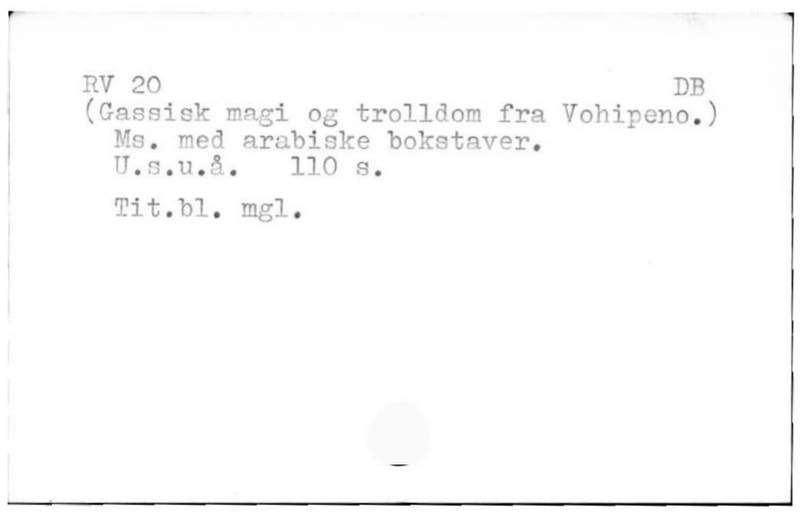 RV 20 DB
(Gassisk magi og trolldom fra Vohipeno.)
Ms. med arabiske bokstaver.
U.s.u.å. 110 s.
Tit.bl. mgl.